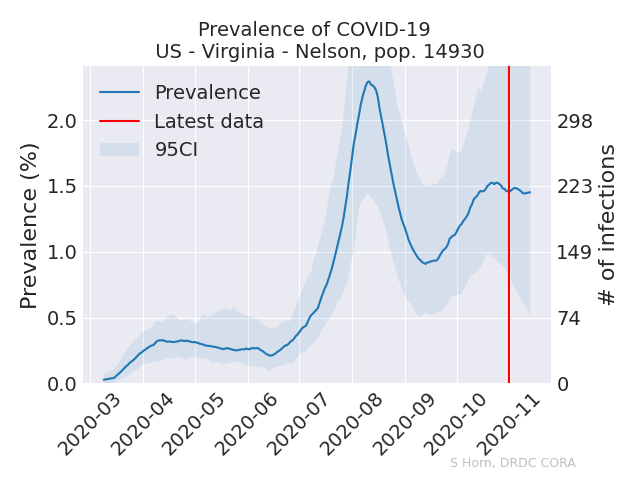 Prevalence of COVID-19
US - Virginia - Nelson, pop. 14930
Prevalence
Latest data
95CI
Prevalence (%)
2.0
1.5
1.0
0.5
0.0
298
223
149
74
0
# of infections
2020-03
2020-04
2020-05
2020-06
2020-07
2020-08
2020-09
2020-10
2020-11
S Horn, DRDC CORA